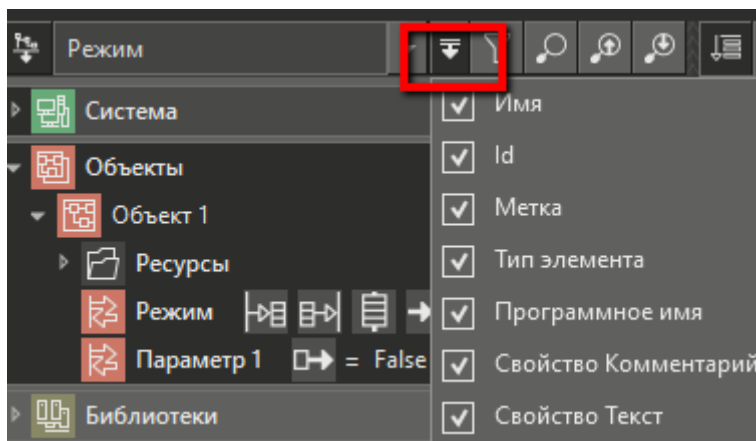 Режим
Система
Объекты
Объект 1
Ресурсы
Режим
Параметр 1 = False
Библиотеки
Имя
Id
Метка
Тип элемента
Программное имя
Свойство Комментарий
Свойство Текст